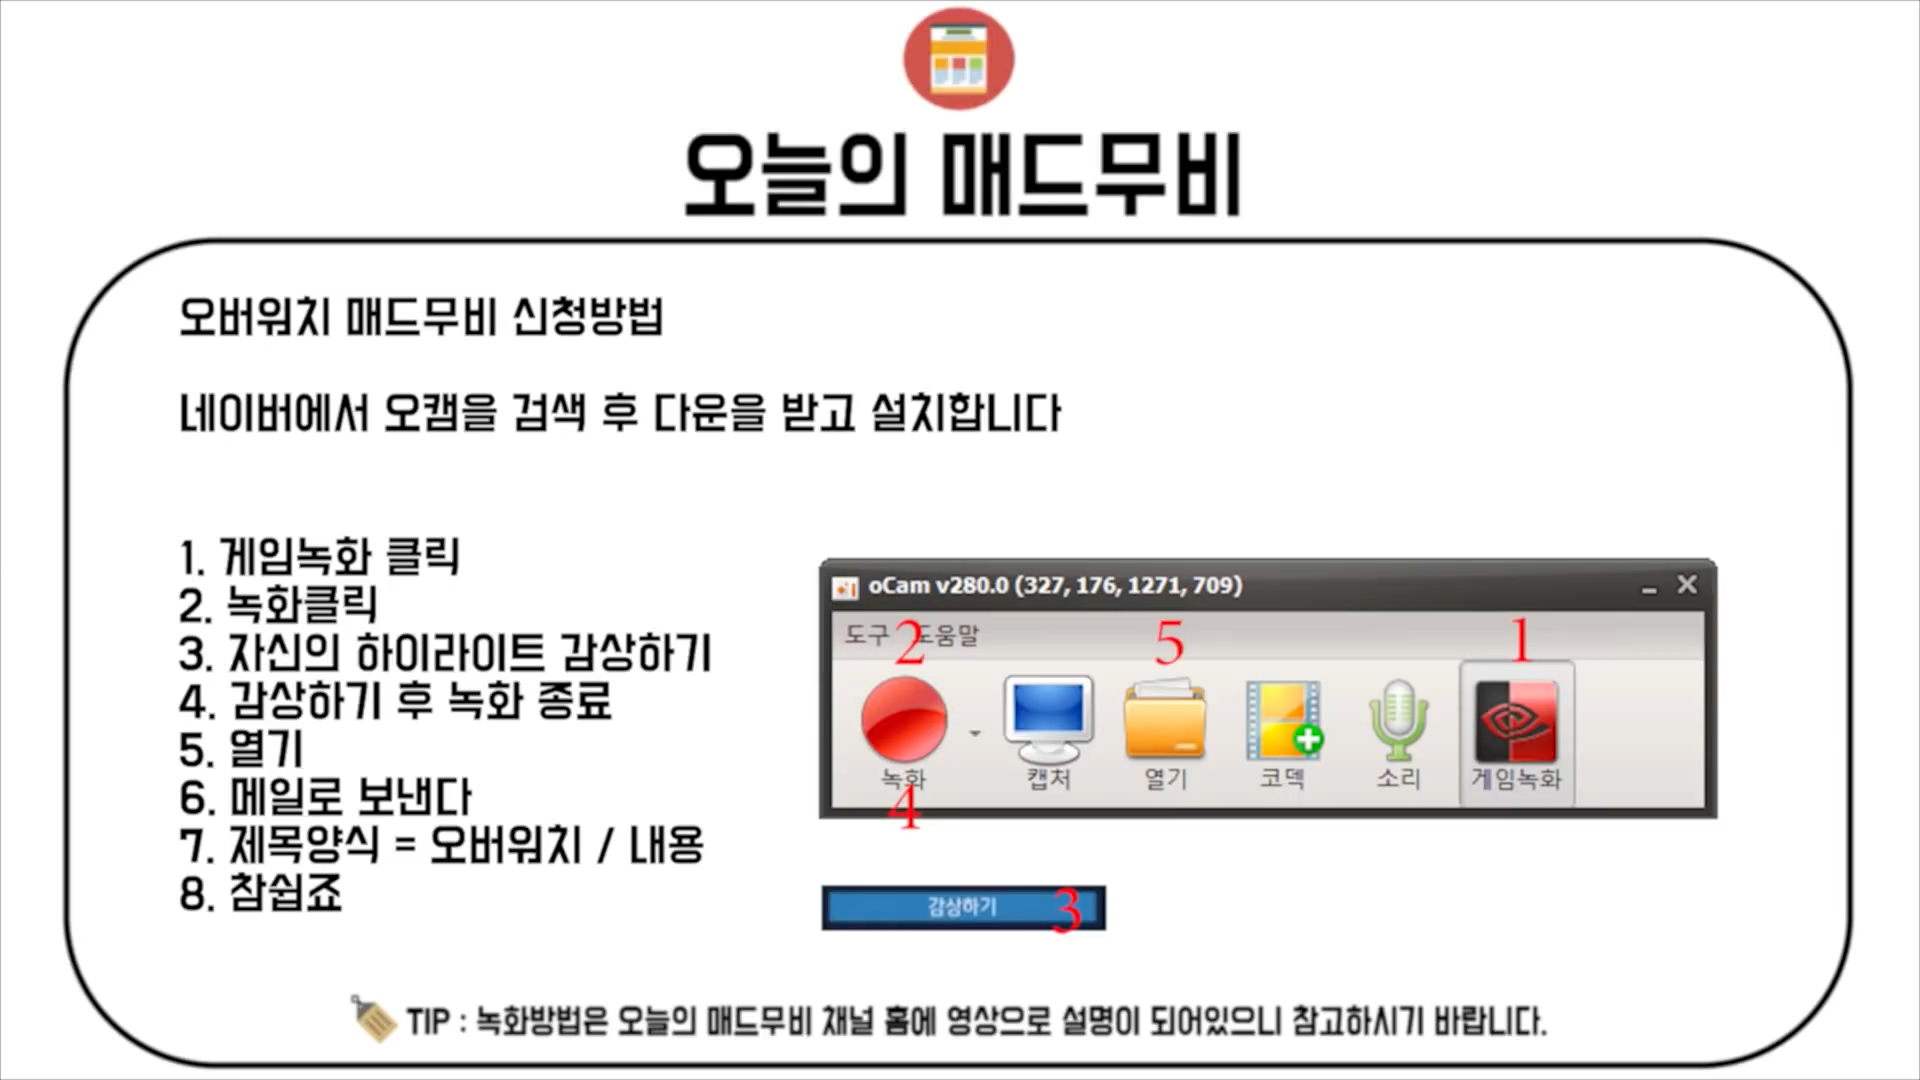 오늘의 매드무비
오버워치 매드무비 신청방법
네이버에서 오캠을 검색 후 다운을 받고 설치합니다
1. 게임녹화 클릭
2. 녹화클릭
3. 자신의 하이라이트 감상하기
4. 감상하기 후 녹화 종료
5. 열기
6. 메일로 보낸다
7. 제목양식 = 오버워치 / 내용
8. 참쉽죠
oCam v280.0 (327, 176, 1271, 709)
도구 도움말
2 5 1
녹화 캡처 열기 코덱 소리 게임녹화
4
감상하기 3
TIP : 녹화방법은 오늘의 매드무비 채널 홈에 영상으로 설명이 되어있으니 참고하시기 바랍니다.